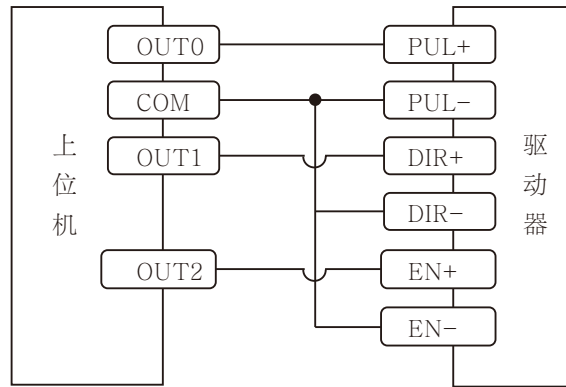 OUT0
PUL+
COM
PUL-
上位机
OUT1
DIR+
驱动器
DIR-
OUT2
EN+
EN-